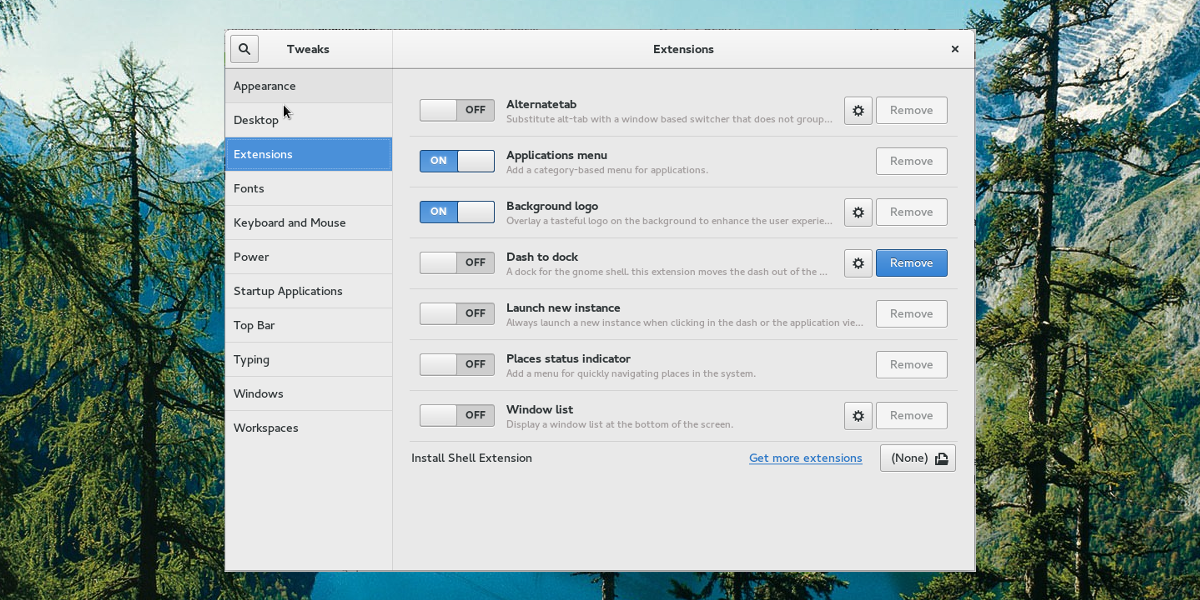 Tweaks
Extensions
Appearance
Desktop
Extensions
Fonts
Keyboard and Mouse
Power
Startup Applications
Top Bar
Typing
Windows
Workspaces
OFF
Alternatetab
Substitute alt-tab with a window based switcher that does not group...
Remove
ON
Applications menu
Add a category-based menu for applications.
Remove
ON
Background logo
Overlay a tasteful logo on the background to enhance the user experie...
Remove
OFF
Dash to dock
A dock for the gnome shell. this extension moves the dash out of the ...
Remove
OFF
Launch new instance
Always launch a new instance when clicking in the dash or the application vie...
Remove
OFF
Places status indicator
Add a menu for quickly navigating places in the system.
Remove
OFF
Window list
Display a window list at the bottom of the screen.
Remove
Install Shell Extension
Get more extensions
(None)